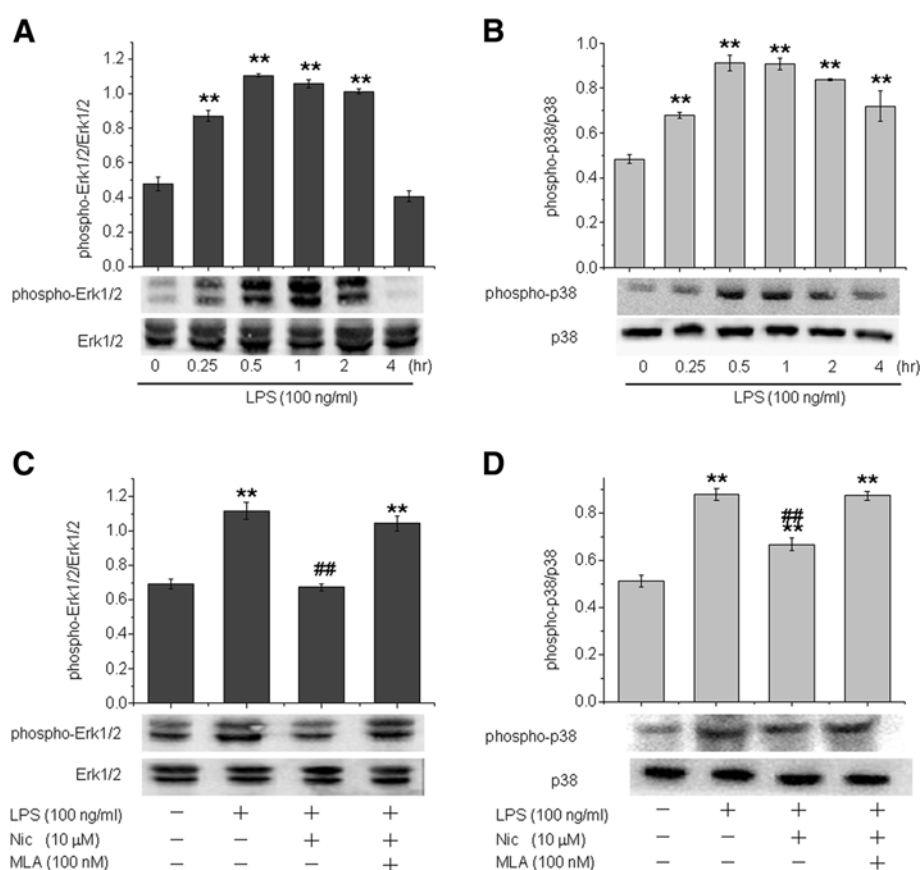 A
phospho-Erk1/2/Erk1/2
1.2
1.0
0.8
0.6
0.4
0.2
0.0
**
**
**
**
phospho-Erk1/2
Erk1/2
0 0.25 0.5 1 2 4 (hr)
LPS (100 ng/ml)
B
phospho-p38/p38
1.0
0.8
0.6
0.4
0.2
0.0
**
**
**
**
**
phospho-p38
p38
0 0.25 0.5 1 2 4 (hr)
LPS (100 ng/ml)
C
phospho-Erk1/2/Erk1/2
1.2
1.0
0.8
0.6
0.4
0.2
0.0
**
##
**
phospho-Erk1/2
Erk1/2
LPS (100 ng/ml) − + + +
Nic (10 μM) − − + +
MLA (100 nM) − − − +
D
phospho-p38/p38
1.0
0.8
0.6
0.4
0.2
0.0
**
##
**
**
phospho-p38
p38
LPS (100 ng/ml) − + + +
Nic (10 μM) − − + +
MLA (100 nM) − − − +